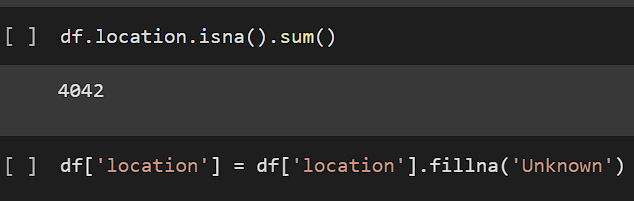 [ ] df.location.isna().sum()
4042
[ ] df['location'] = df['location'].fillna('Unknown')